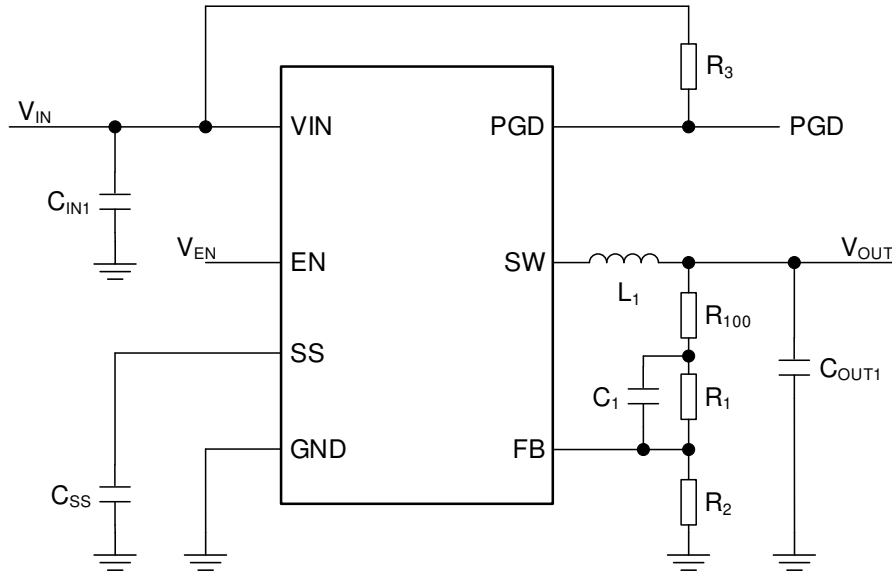 R3
VIN
VIN
PGD
PGD
CIN1
VEN
EN
SW
VOUT
L1
R100
SS
COUT1
C1
R1
GND
FB
CSS
R2